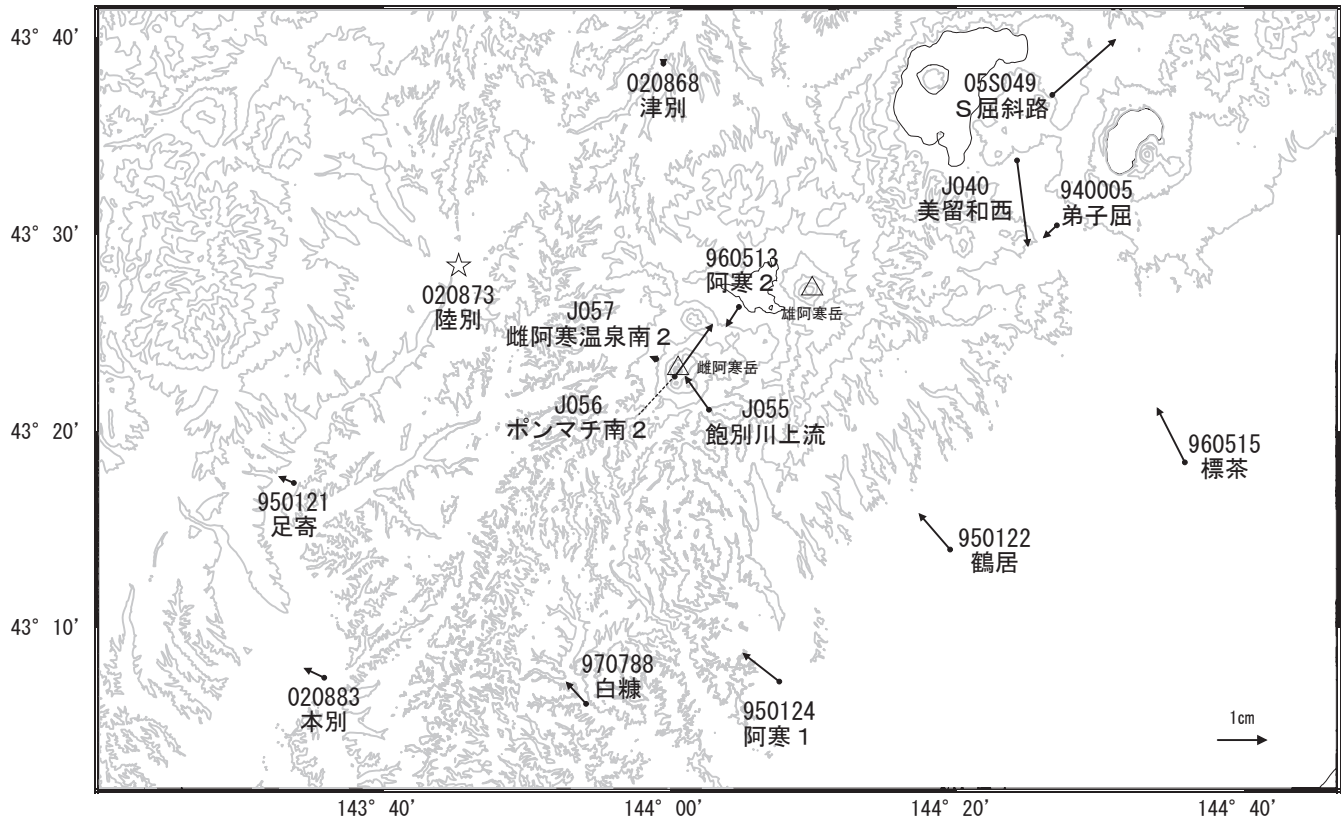 43° 40′
020868
津別
05S049
Ｓ屈斜路
J040
美留和西
940005
弟子屈
43° 30′
960513
阿寒２
020873
陸別
雄阿寒岳
J057
雌阿寒温泉南２
雌阿寒岳
J056
ポンマチ南２
J055
飽別川上流
43° 20′
960515
標茶
950121
足寄
950122
鶴居
43° 10′
970788
白糠
020883
本別
950124
阿寒１
1cm
143° 40′
144° 00′
144° 20′
144° 40′